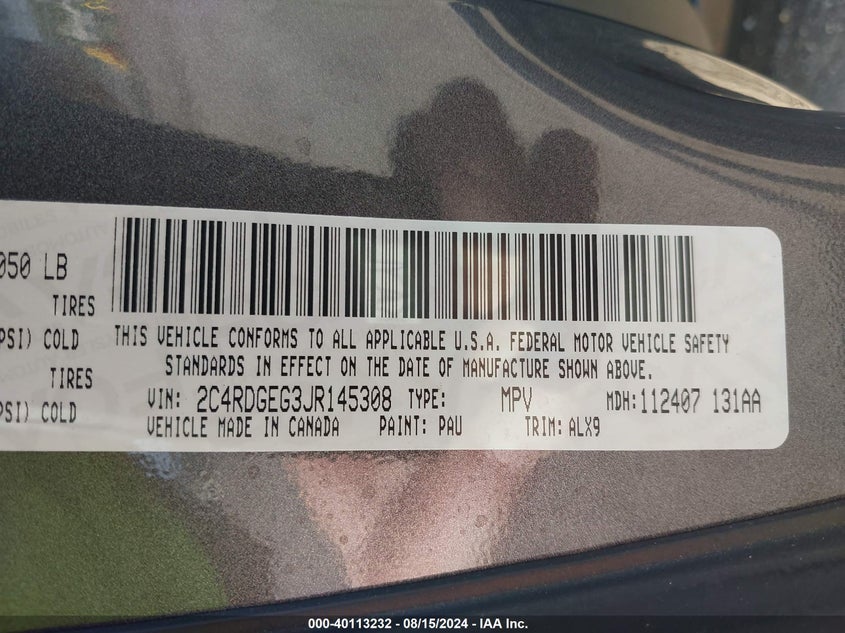 050 LB
TIRES
PSI) COLD
TIRES
PSI) COLD
THIS VEHICLE CONFORMS TO ALL APPLICABLE U.S.A. FEDERAL MOTOR VEHICLE SAFETY
STANDARDS IN EFFECT ON THE DATE OF MANUFACTURE SHOWN ABOVE.
VIN: 2C4RDGEG3JR145308 TYPE: MPV MDH: 112407 131AA
VEHICLE MADE IN CANADA PAINT: PAU TRIM: ALX9
000-40113232 - 08/15/2024 - IAA Inc.